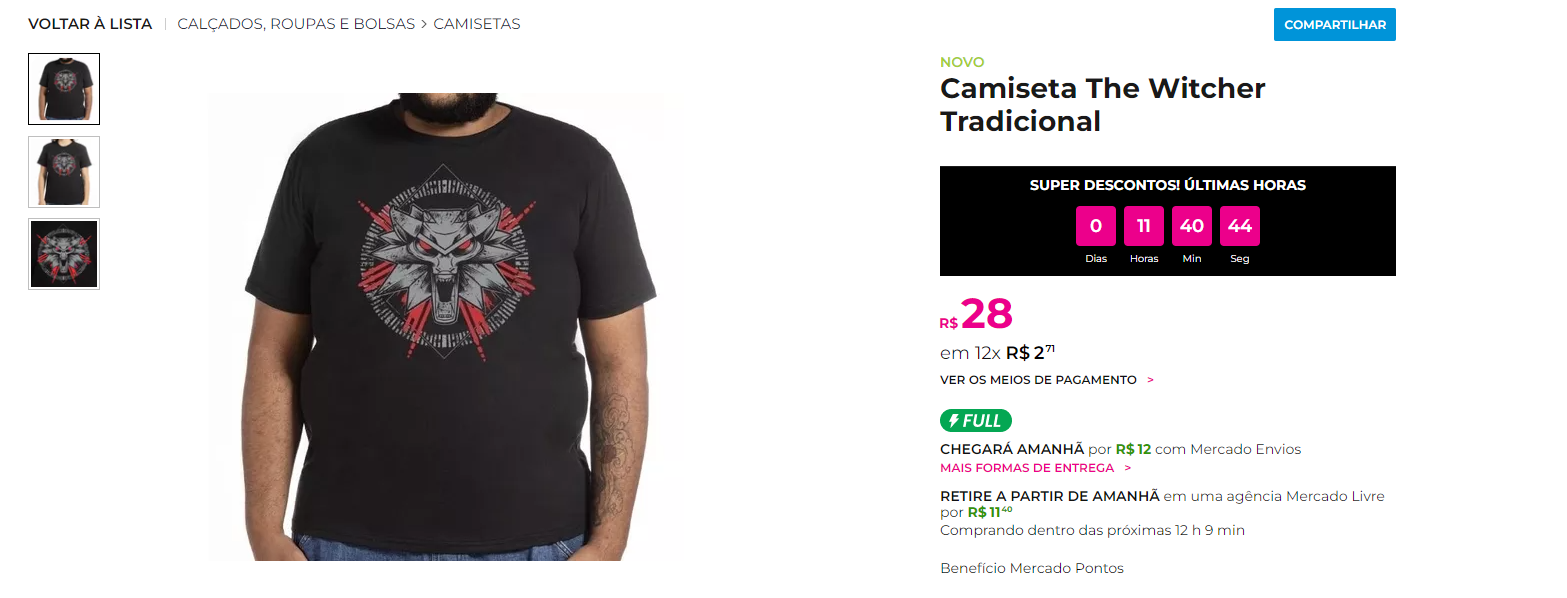 VOLTAR À LISTA | CALÇADOS, ROUPAS E BOLSAS > CAMISETAS
COMPARTILHAR
NOVO
Camiseta The Witcher
Tradicional
SUPER DESCONTOS! ÚLTIMAS HORAS
0 11 40 44
Dias Horas Min Seg
R$ 28
em 12x R$ 2 71
VER OS MEIOS DE PAGAMENTO >
FULL
CHEGARÁ AMANHÃ por R$ 12 com Mercado Envios
MAIS FORMAS DE ENTREGA >
RETIRE A PARTIR DE AMANHÃ em uma agência Mercado Livre
por R$ 11 40
Comprando dentro das próximas 12 h 9 min
Benefício Mercado Pontos